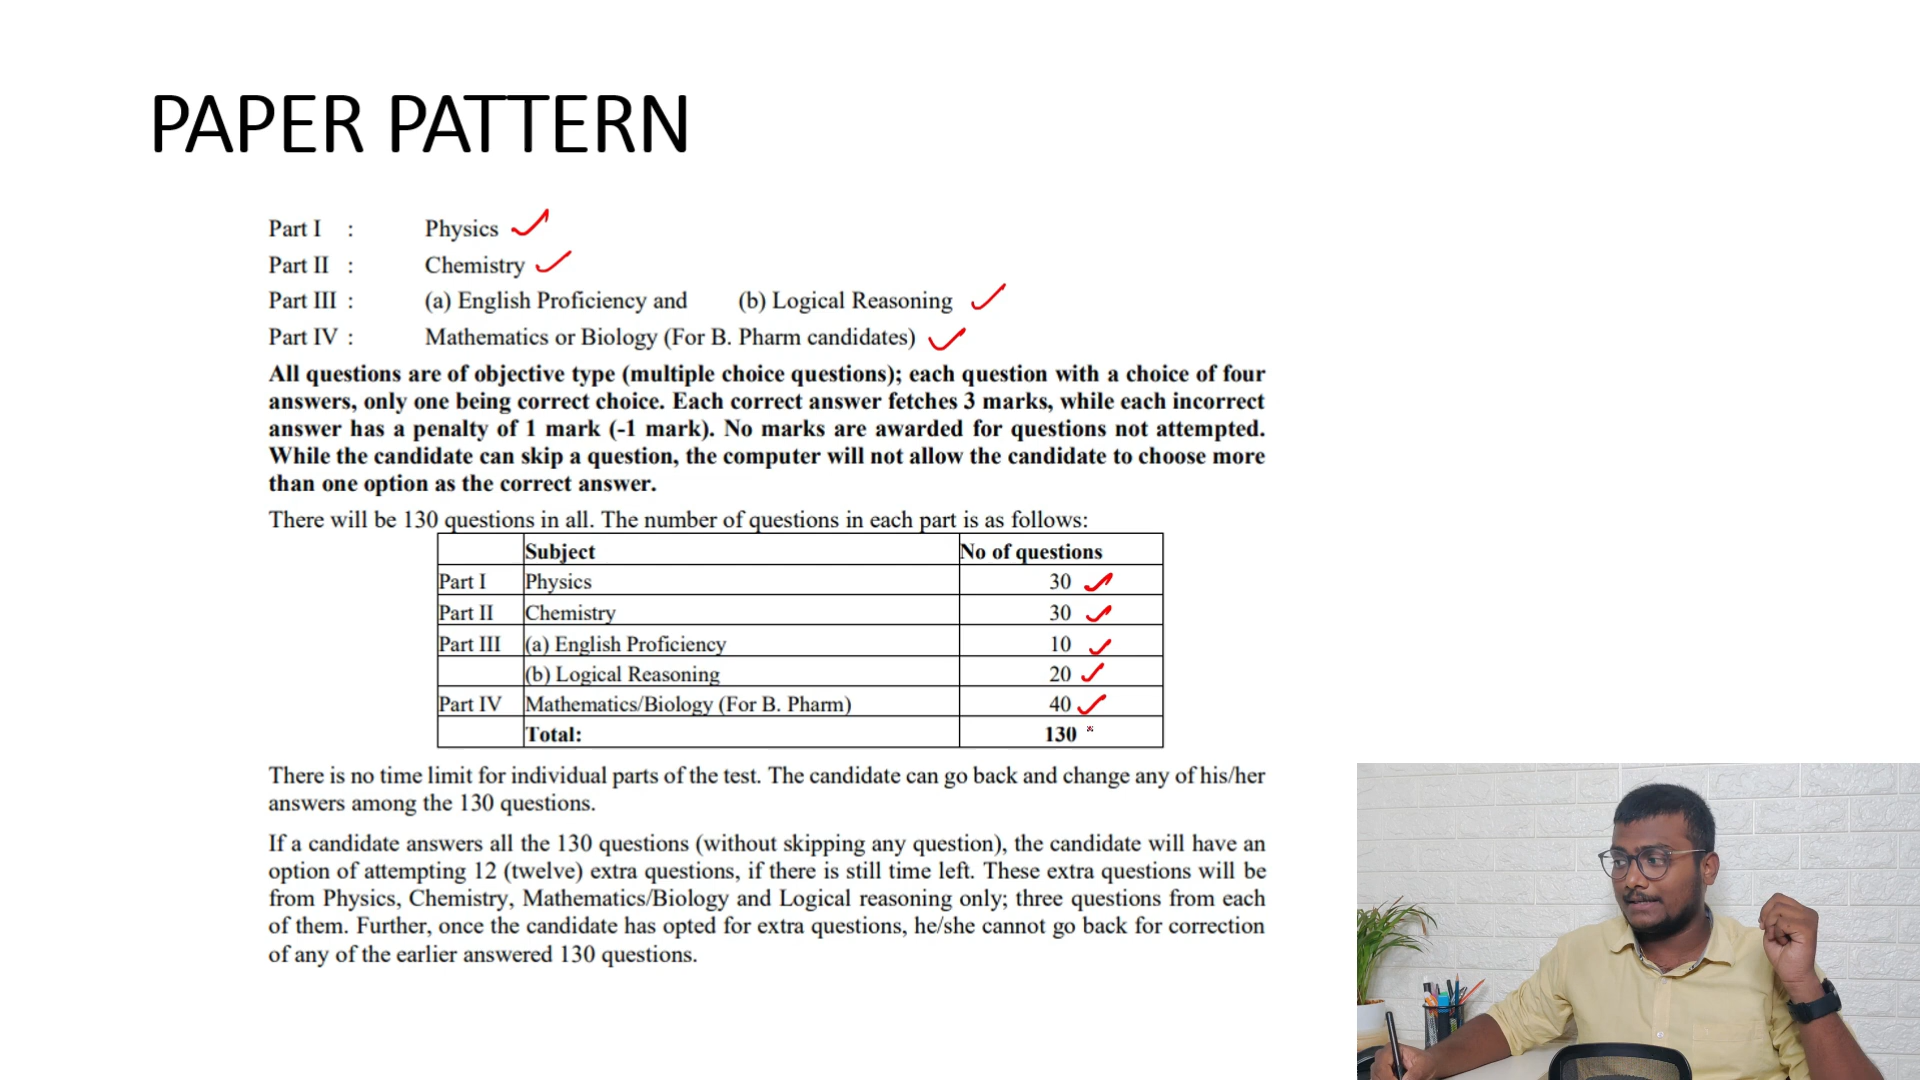 PAPER PATTERN
Part I : Physics
Part II : Chemistry
Part III : (a) English Proficiency and (b) Logical Reasoning
Part IV : Mathematics or Biology (For B. Pharm candidates)
All questions are of objective type (multiple choice questions); each question with a choice of four
answers, only one being correct choice. Each correct answer fetches 3 marks, while each incorrect
answer has a penalty of 1 mark (-1 mark). No marks are awarded for questions not attempted.
While the candidate can skip a question, the computer will not allow the candidate to choose more
than one option as the correct answer.
There will be 130 questions in all. The number of questions in each part is as follows:
Subject No of questions
Part I Physics 30
Part II Chemistry 30
Part III (a) English Proficiency 10
(b) Logical Reasoning 20
Part IV Mathematics/Biology (For B. Pharm) 40
Total: 130
There is no time limit for individual parts of the test. The candidate can go back and change any of his/her
answers among the 130 questions.
If a candidate answers all the 130 questions (without skipping any question), the candidate will have an
option of attempting 12 (twelve) extra questions, if there is still time left. These extra questions will be
from Physics, Chemistry, Mathematics/Biology and Logical reasoning only; three questions from each
of them. Further, once the candidate has opted for extra questions, he/she cannot go back for correction
of any of the earlier answered 130 questions.